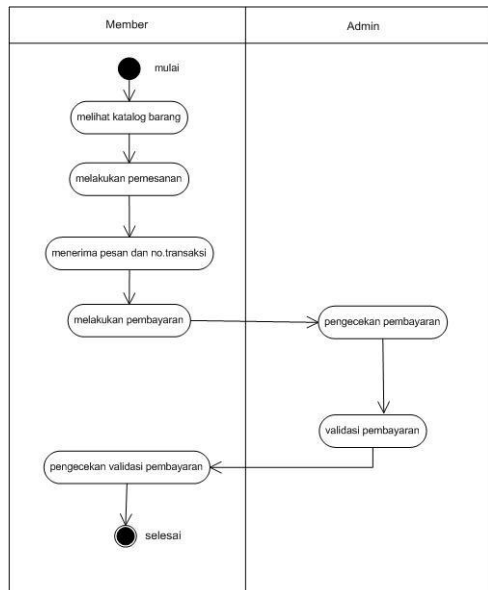 Member
Admin
mulai
melihat katalog barang
melakukan pemesanan
menerima pesan dan no.transaksi
melakukan pembayaran
pengecekan pembayaran
validasi pembayaran
pengecekan validasi pembayaran
selesai